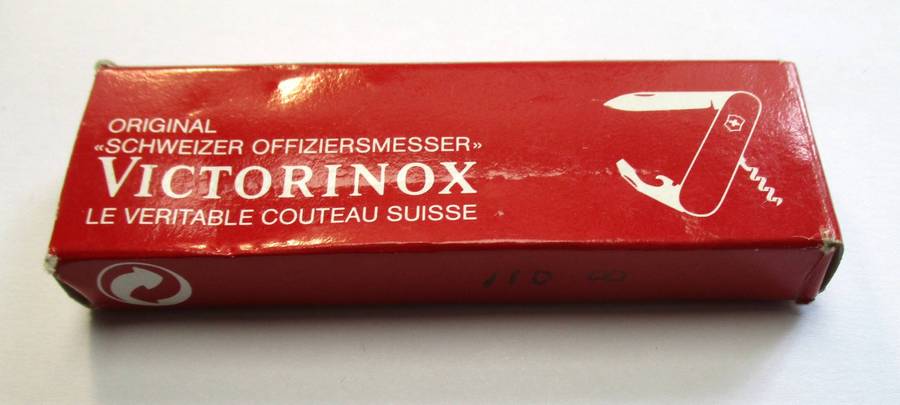 ORIGINAL
«SCHWEIZER OFFIZIERSMESSER»
VICTORINOX
LE VERITABLE COUTEAU SUISSE